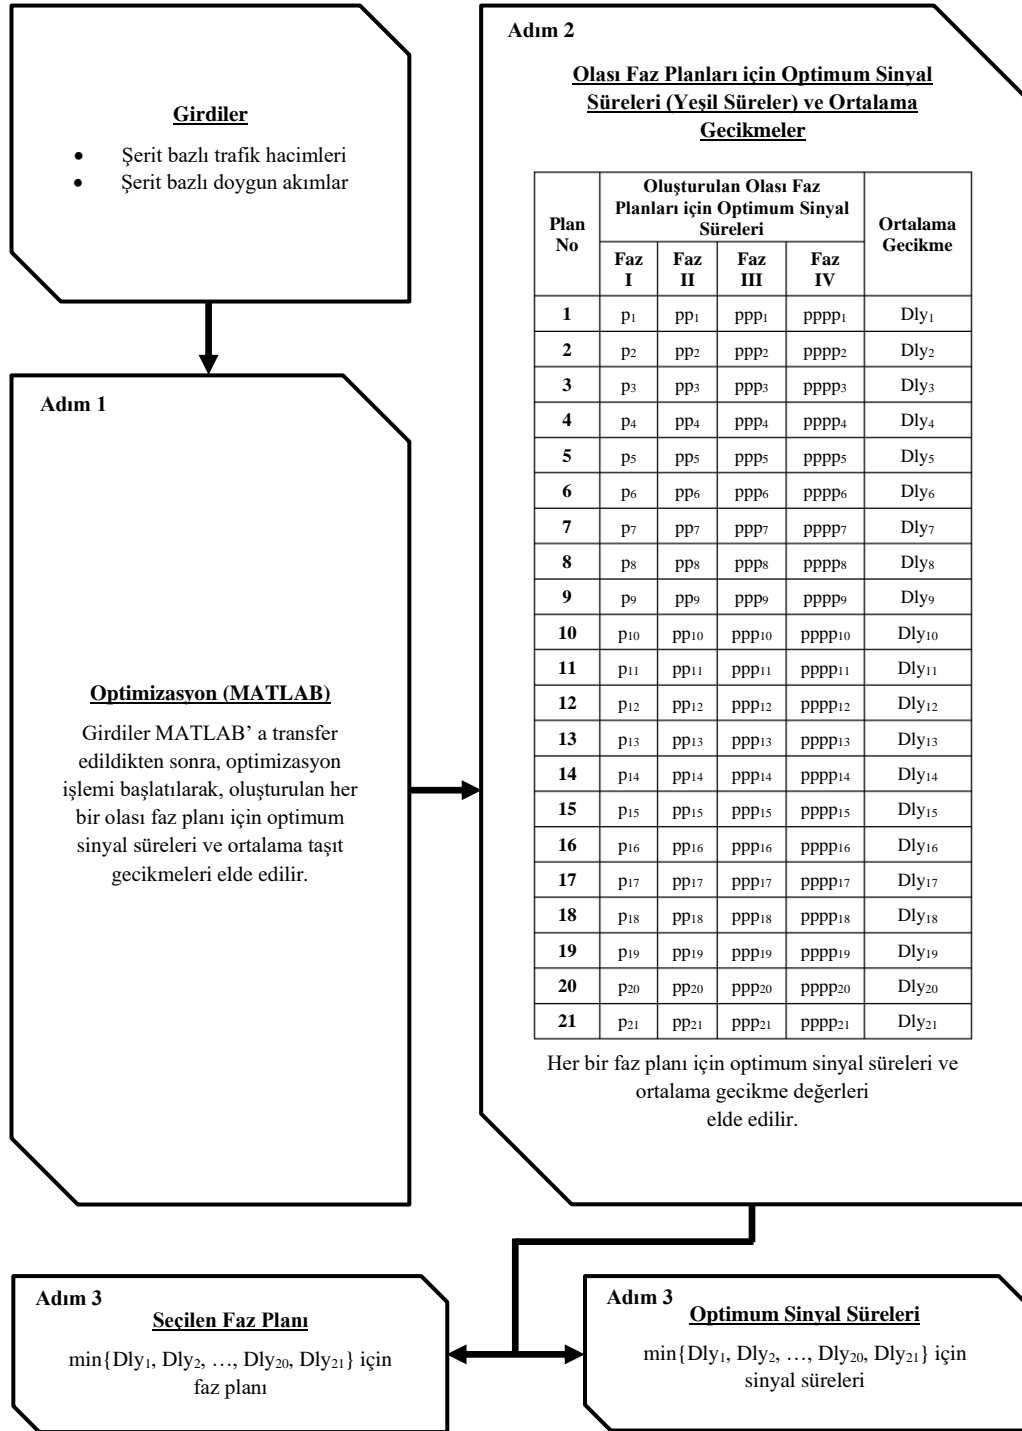 Girdiler
• Şerit bazlı trafik hacimleri
• Şerit bazlı doygun akımlar
Adım 1
Optimizasyon (MATLAB)
Girdiler MATLAB’ a transfer
edildikten sonra, optimizasyon
işlemi başlatılarak, oluşturulan her
bir olası faz planı için optimum
sinyal süreleri ve ortalama taşıt
gecikmeleri elde edilir.
Adım 2
Olası Faz Planları için Optimum Sinyal
Süreleri (Yeşil Süreler) ve Ortalama
Gecikmeler
Plan No | Oluşturulan Olası Faz Planları için Optimum Sinyal Süreleri | Ortalama Gecikme
Faz I | Faz II | Faz III | Faz IV
1 p₁ pp₁ ppp₁ pppp₁ Dly₁
2 p₂ pp₂ ppp₂ pppp₂ Dly₂
3 p₃ pp₃ ppp₃ pppp₃ Dly₃
4 p₄ pp₄ ppp₄ pppp₄ Dly₄
5 p₅ pp₅ ppp₅ pppp₅ Dly₅
6 p₆ pp₆ ppp₆ pppp₆ Dly₆
7 p₇ pp₇ ppp₇ pppp₇ Dly₇
8 p₈ pp₈ ppp₈ pppp₈ Dly₈
9 p₉ pp₉ ppp₉ pppp₉ Dly₉
10 p₁₀ pp₁₀ ppp₁₀ pppp₁₀ Dly₁₀
11 p₁₁ pp₁₁ ppp₁₁ pppp₁₁ Dly₁₁
12 p₁₂ pp₁₂ ppp₁₂ pppp₁₂ Dly₁₂
13 p₁₃ pp₁₃ ppp₁₃ pppp₁₃ Dly₁₃
14 p₁₄ pp₁₄ ppp₁₄ pppp₁₄ Dly₁₄
15 p₁₅ pp₁₅ ppp₁₅ pppp₁₅ Dly₁₅
16 p₁₆ pp₁₆ ppp₁₆ pppp₁₆ Dly₁₆
17 p₁₇ pp₁₇ ppp₁₇ pppp₁₇ Dly₁₇
18 p₁₈ pp₁₈ ppp₁₈ pppp₁₈ Dly₁₈
19 p₁₉ pp₁₉ ppp₁₉ pppp₁₉ Dly₁₉
20 p₂₀ pp₂₀ ppp₂₀ pppp₂₀ Dly₂₀
21 p₂₁ pp₂₁ ppp₂₁ pppp₂₁ Dly₂₁
Her bir faz planı için optimum sinyal süreleri ve
ortalama gecikme değerleri
elde edilir.
Adım 3
Seçilen Faz Planı
min{Dly₁, Dly₂, …, Dly₂₀, Dly₂₁} için
faz planı
Adım 3
Optimum Sinyal Süreleri
min{Dly₁, Dly₂, …, Dly₂₀, Dly₂₁} için
sinyal süreleri